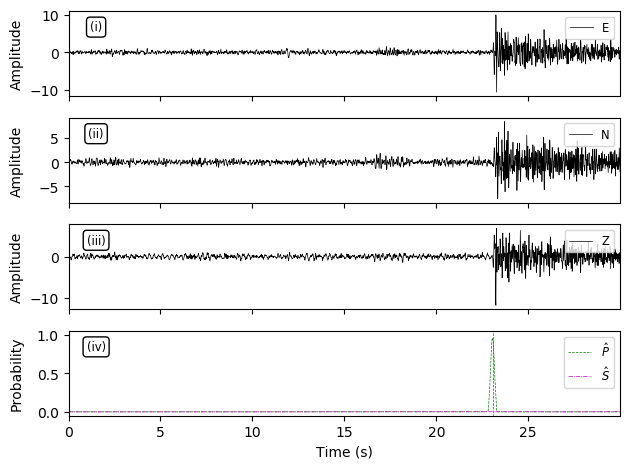 10
(i)
E
Amplitude
0
−10
5
(ii)
N
Amplitude
0
−5
(iii)
Z
Amplitude
0
−10
1.0
(iv)
P̂
Probability
0.5
Ŝ
0.0
0 5 10 15 20 25
Time (s)